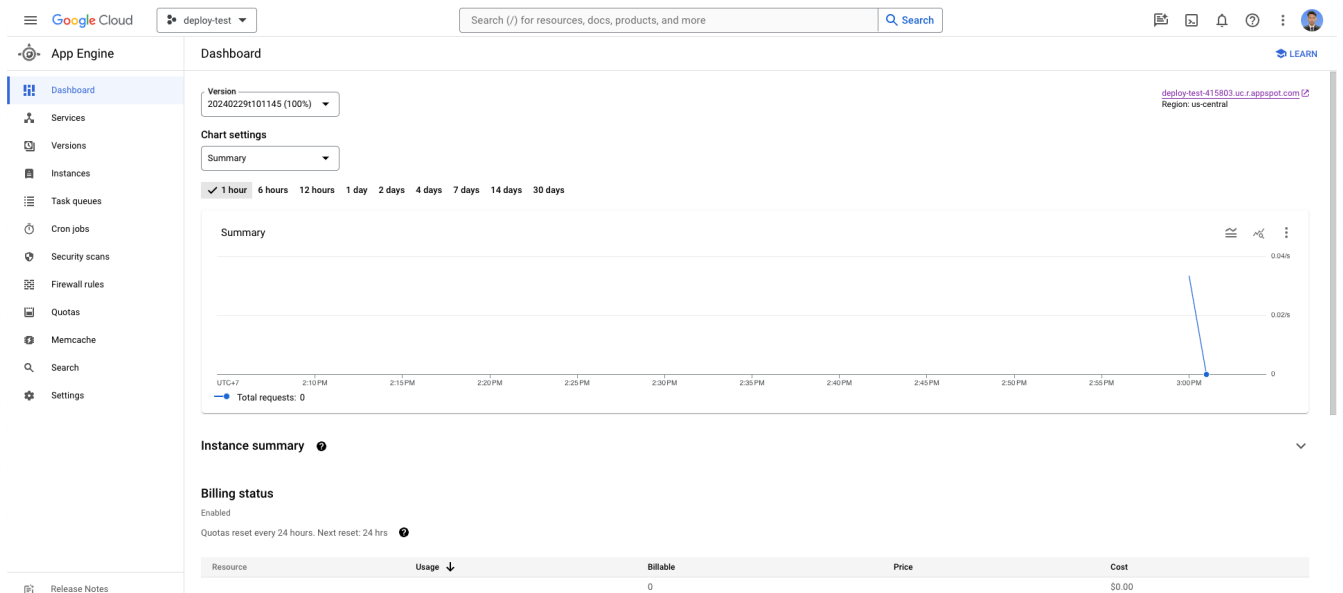 Google Cloud
deploy-test
Search (/) for resources, docs, products, and more
Search
App Engine
Dashboard
LEARN
Dashboard
Services
Versions
Instances
Task queues
Cron jobs
Security scans
Firewall rules
Quotas
Memcache
Search
Settings
Release Notes
Version
20240229t101145 (100%)
deploy-test-415803.uc.r.appspot.com
Region: us-central
Chart settings
Summary
1 hour 6 hours 12 hours 1 day 2 days 4 days 7 days 14 days 30 days
Summary
0.04/s
0.02/s
0
UTC+7 2:10 PM 2:15 PM 2:20 PM 2:25 PM 2:30 PM 2:35 PM 2:40 PM 2:45 PM 2:50 PM 2:55 PM 3:00 PM
Total requests: 0
Instance summary
Billing status
Enabled
Quotas reset every 24 hours. Next reset: 24 hrs
Resource Usage Billable Price Cost
0 $0.00